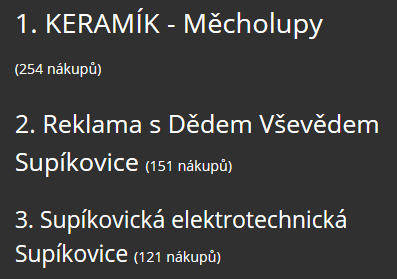 1. KERAMÍK - Měcholupy
(254 nákupů)
2. Reklama s Dědem Vševědem
Supíkovice (151 nákupů)
3. Supíkovická elektrotechnická
Supíkovice (121 nákupů)